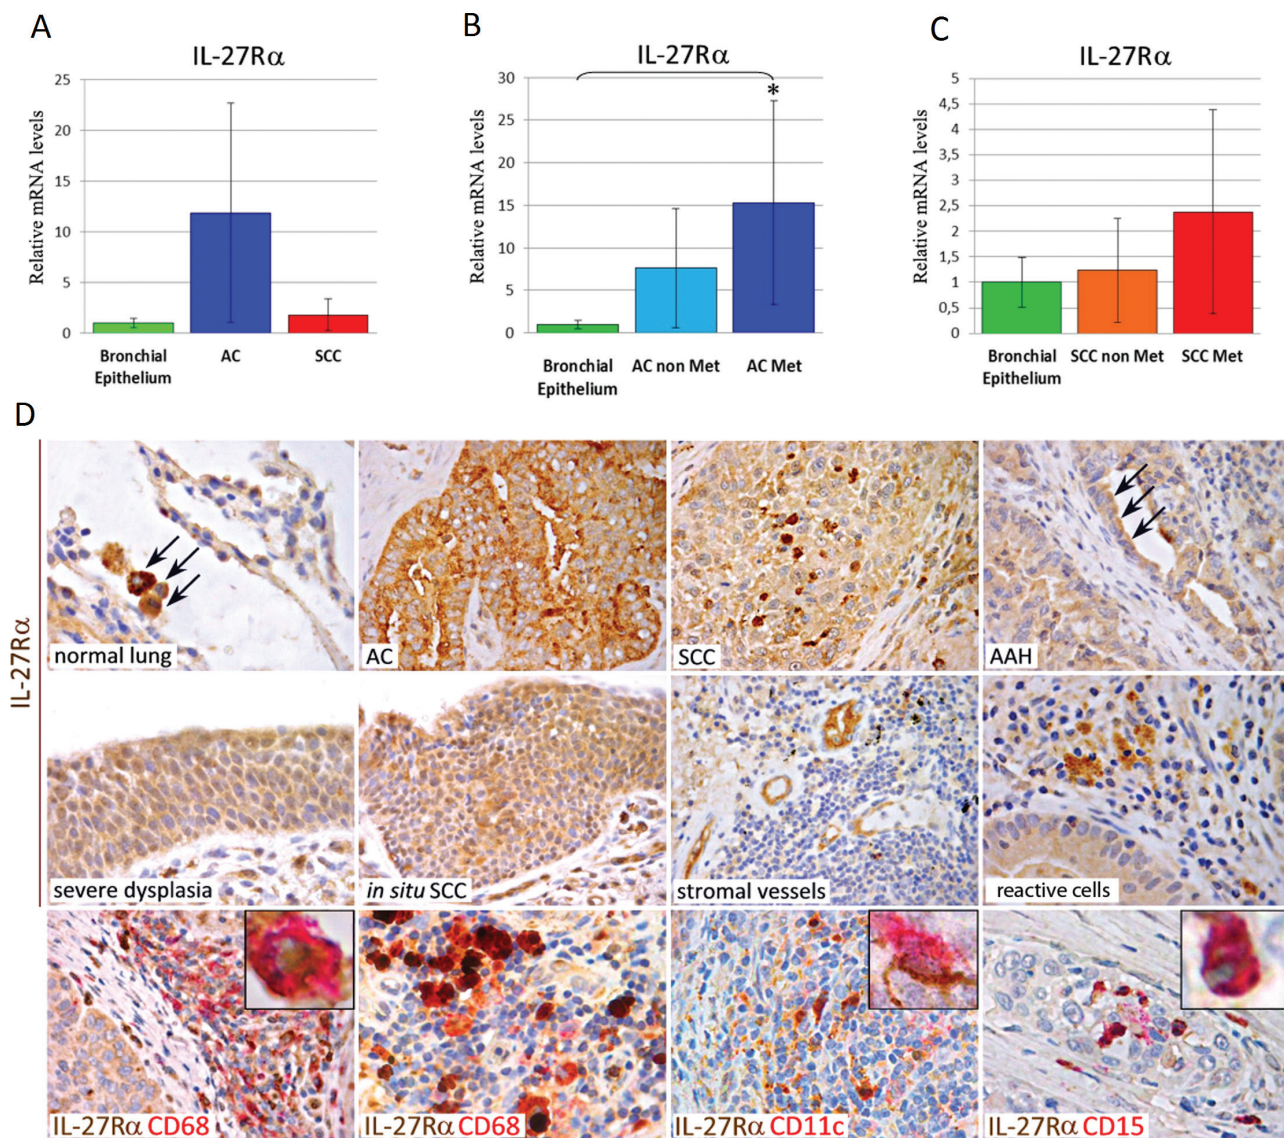 A
IL-27Rα
Relative mRNA levels
25
20
15
10
5
0
Bronchial
Epithelium
AC
SCC
B
IL-27Rα
Relative mRNA levels
30
25
20
15
10
5
0
*
Bronchial
Epithelium
AC non Met
AC Met
C
IL-27Rα
Relative mRNA levels
5
4,5
4
3,5
3
2,5
2
1,5
1
0,5
0
Bronchial
Epithelium
SCC non Met
SCC Met
D
IL-27Rα
normal lung
AC
SCC
AAH
severe dysplasia
in situ SCC
stromal vessels
reactive cells
IL-27Rα CD68
IL-27Rα CD68
IL-27Rα CD11c
IL-27Rα CD15